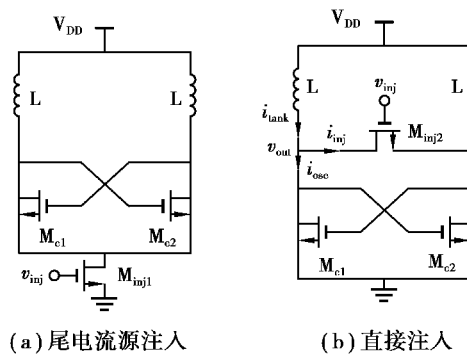 V_DD
L
L
M_c1
M_c2
v_inj
M_inj1
(a)尾电流源注入
V_DD
L
L
v_inj
i_tank
i_inj
M_inj2
v_out
i_osc
M_c1
M_c2
(b)直接注入